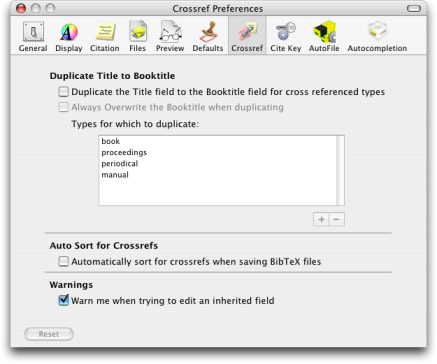 Crossref Preferences
General Display Citation Files Preview Defaults Crossref Cite Key AutoFile Autocompletion
Duplicate Title to Booktitle
Duplicate the Title field to the Booktitle field for cross referenced types
Always Overwrite the Booktitle when duplicating
Types for which to duplicate:
book
proceedings
periodical
manual
+ −
Auto Sort for Crossrefs
Automatically sort for crossrefs when saving BibTeX files
Warnings
Warn me when trying to edit an inherited field
Reset